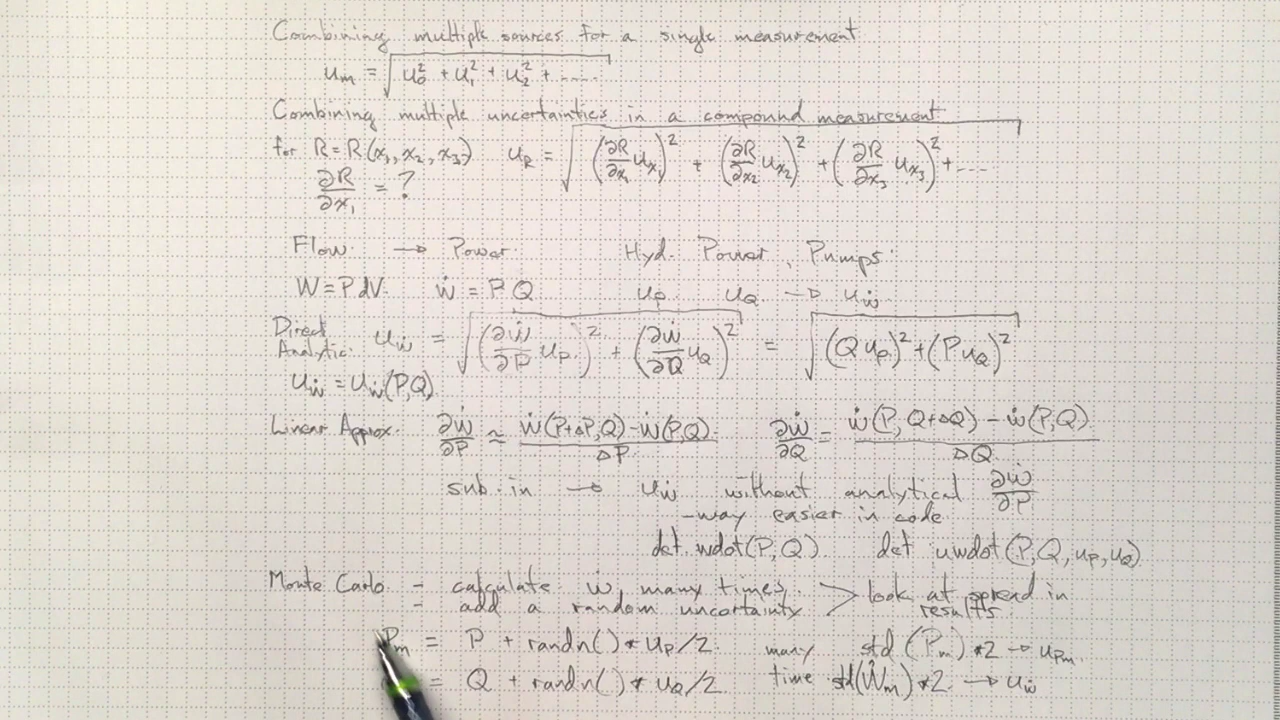 Combining multiple sources for a single measurement
u_m = √(u_0² + u_1² + u_2² + ....)
Combining multiple uncertainties in a compound measurement
for R = R(x_1, x_2, x_3) u_R = √((∂R/∂x_1 u_x_1)² + (∂R/∂x_2 u_x_2)² + (∂R/∂x_3 u_x_3)² + ...)
∂R/∂x_1 = ?
Flow → Power Hyd. Power, Pumps
W = P dV. ẇ = P Q u_P u_Q → u_ẇ
Direct Analytic: u_ẇ = √((∂ẇ/∂P u_P)² + (∂ẇ/∂Q u_Q)²) = √((Q u_P)² + (P u_Q)²)
u_ẇ = u_ẇ(P,Q)
Linear Approx. ∂ẇ/∂P ≈ (ẇ(P+ΔP,Q) - ẇ(P,Q))/ΔP ∂ẇ/∂Q = (ẇ(P,Q+ΔQ) - ẇ(P,Q))/ΔQ
sub. in → u_ẇ without analytical ∂ẇ/∂P
- way easier in code
def wdot(P,Q) def uwdot(P,Q,u_P,u_Q)
Monte Carlo - calculate ẇ many times. > look at spread in
- add a random uncertainty results
P_m = P + randn() * u_P/2 many std(P_m)*2 → u_Pm
= Q + randn() * u_Q/2 time std(Ẇ_m)*2 → u_ẇ